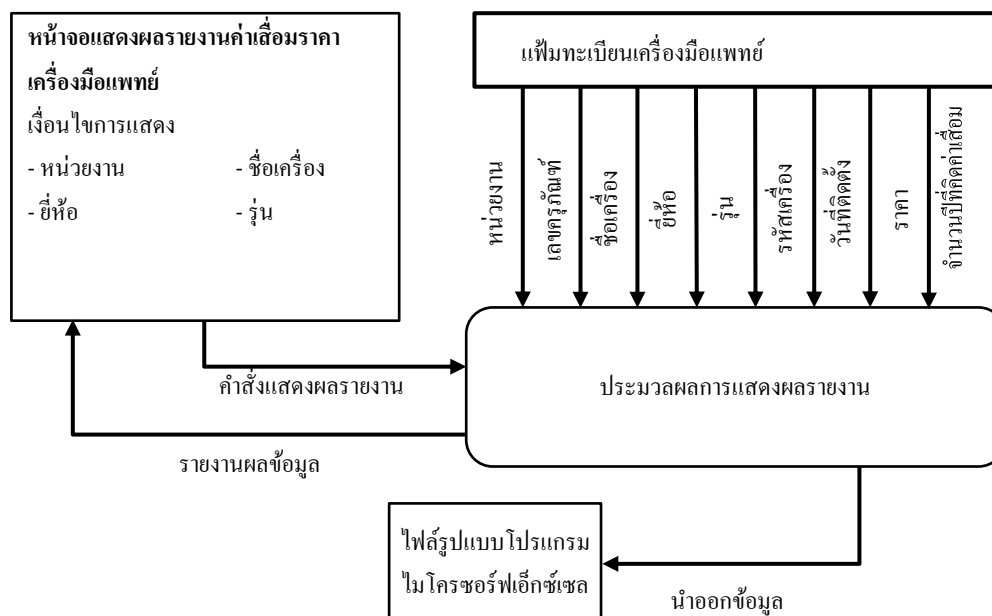 หน้าจอแสดงผลรายงานค่าเสื่อมราคา
เครื่องมือแพทย์
เงื่อนไขการแสดง
- หน่วยงาน - ชื่อเครื่อง
- ยี่ห้อ - รุ่น
แฟ้มทะเบียนเครื่องมือแพทย์
หน่วยงาน
เลขครุภัณฑ์
ชื่อเครื่อง
ยี่ห้อ
รุ่น
รหัสเครื่อง
วันที่ติดตั้ง
ราคา
จำนวนปีที่คิดค่าเสื่อม
คำสั่งแสดงผลรายงาน
ประมวลผลการแสดงผลรายงาน
รายงานผลข้อมูล
ไฟล์รูปแบบโปรแกรม
ไมโครซอร์ฟเอ็กซ์เซล
นำออกข้อมูล